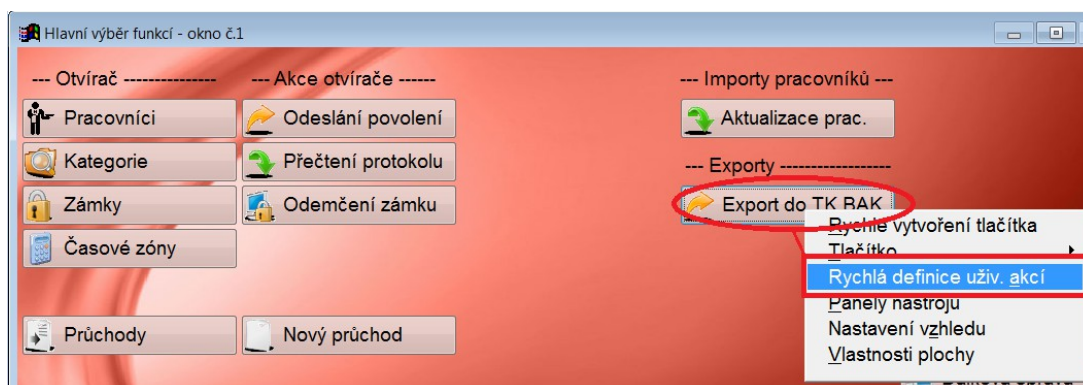 Hlavní výběr funkcí - okno č.1
--- Otvírač ---------------
--- Akce otvírače ------
--- Importy pracovníků ---
Pracovníci
Odeslání povolení
Aktualizace prac.
Kategorie
Přečtení protokolu
--- Exporty ------------------
Zámky
Odemčení zámku
Export do TK BAK
Časové zóny
Rychlé vytvoření tlačítka
Tlačítko
Rychlá definice uživ. akcí
Panely nástrojů
Nastavení vzhledu
Vlastnosti plochy
Průchody
Nový průchod